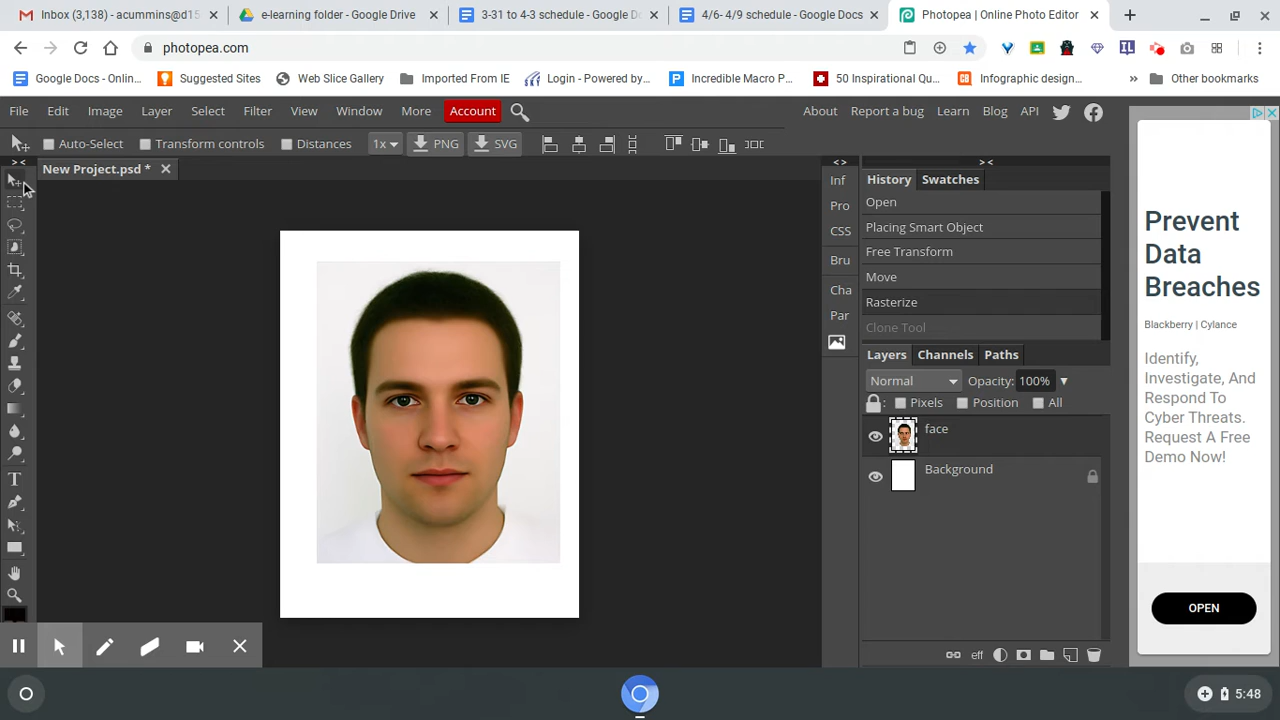 Inbox (3,138) - acummins@d15
e-learning folder - Google Drive
3-31 to 4-3 schedule - Google D
4/6- 4/9 schedule - Google Docs
Photopea | Online Photo Editor
photopea.com
Google Docs - Onlin...
Suggested Sites
Web Slice Gallery
Imported From IE
Login - Powered by...
Incredible Macro P...
50 Inspirational Qu...
Infographic design...
Other bookmarks
File Edit Image Layer Select Filter View Window More Account
About Report a bug Learn Blog API
Auto-Select Transform controls Distances 1x PNG SVG
New Project.psd *
Inf
Pro
CSS
Bru
Cha
Par
History Swatches
Open
Placing Smart Object
Free Transform
Move
Rasterize
Clone Tool
Layers Channels Paths
Normal Opacity: 100%
: Pixels Position All
face
Background
eff
Prevent
Data
Breaches
Blackberry | Cylance
Identify,
Investigate, And
Respond To
Cyber Threats.
Request A Free
Demo Now!
OPEN
5:48